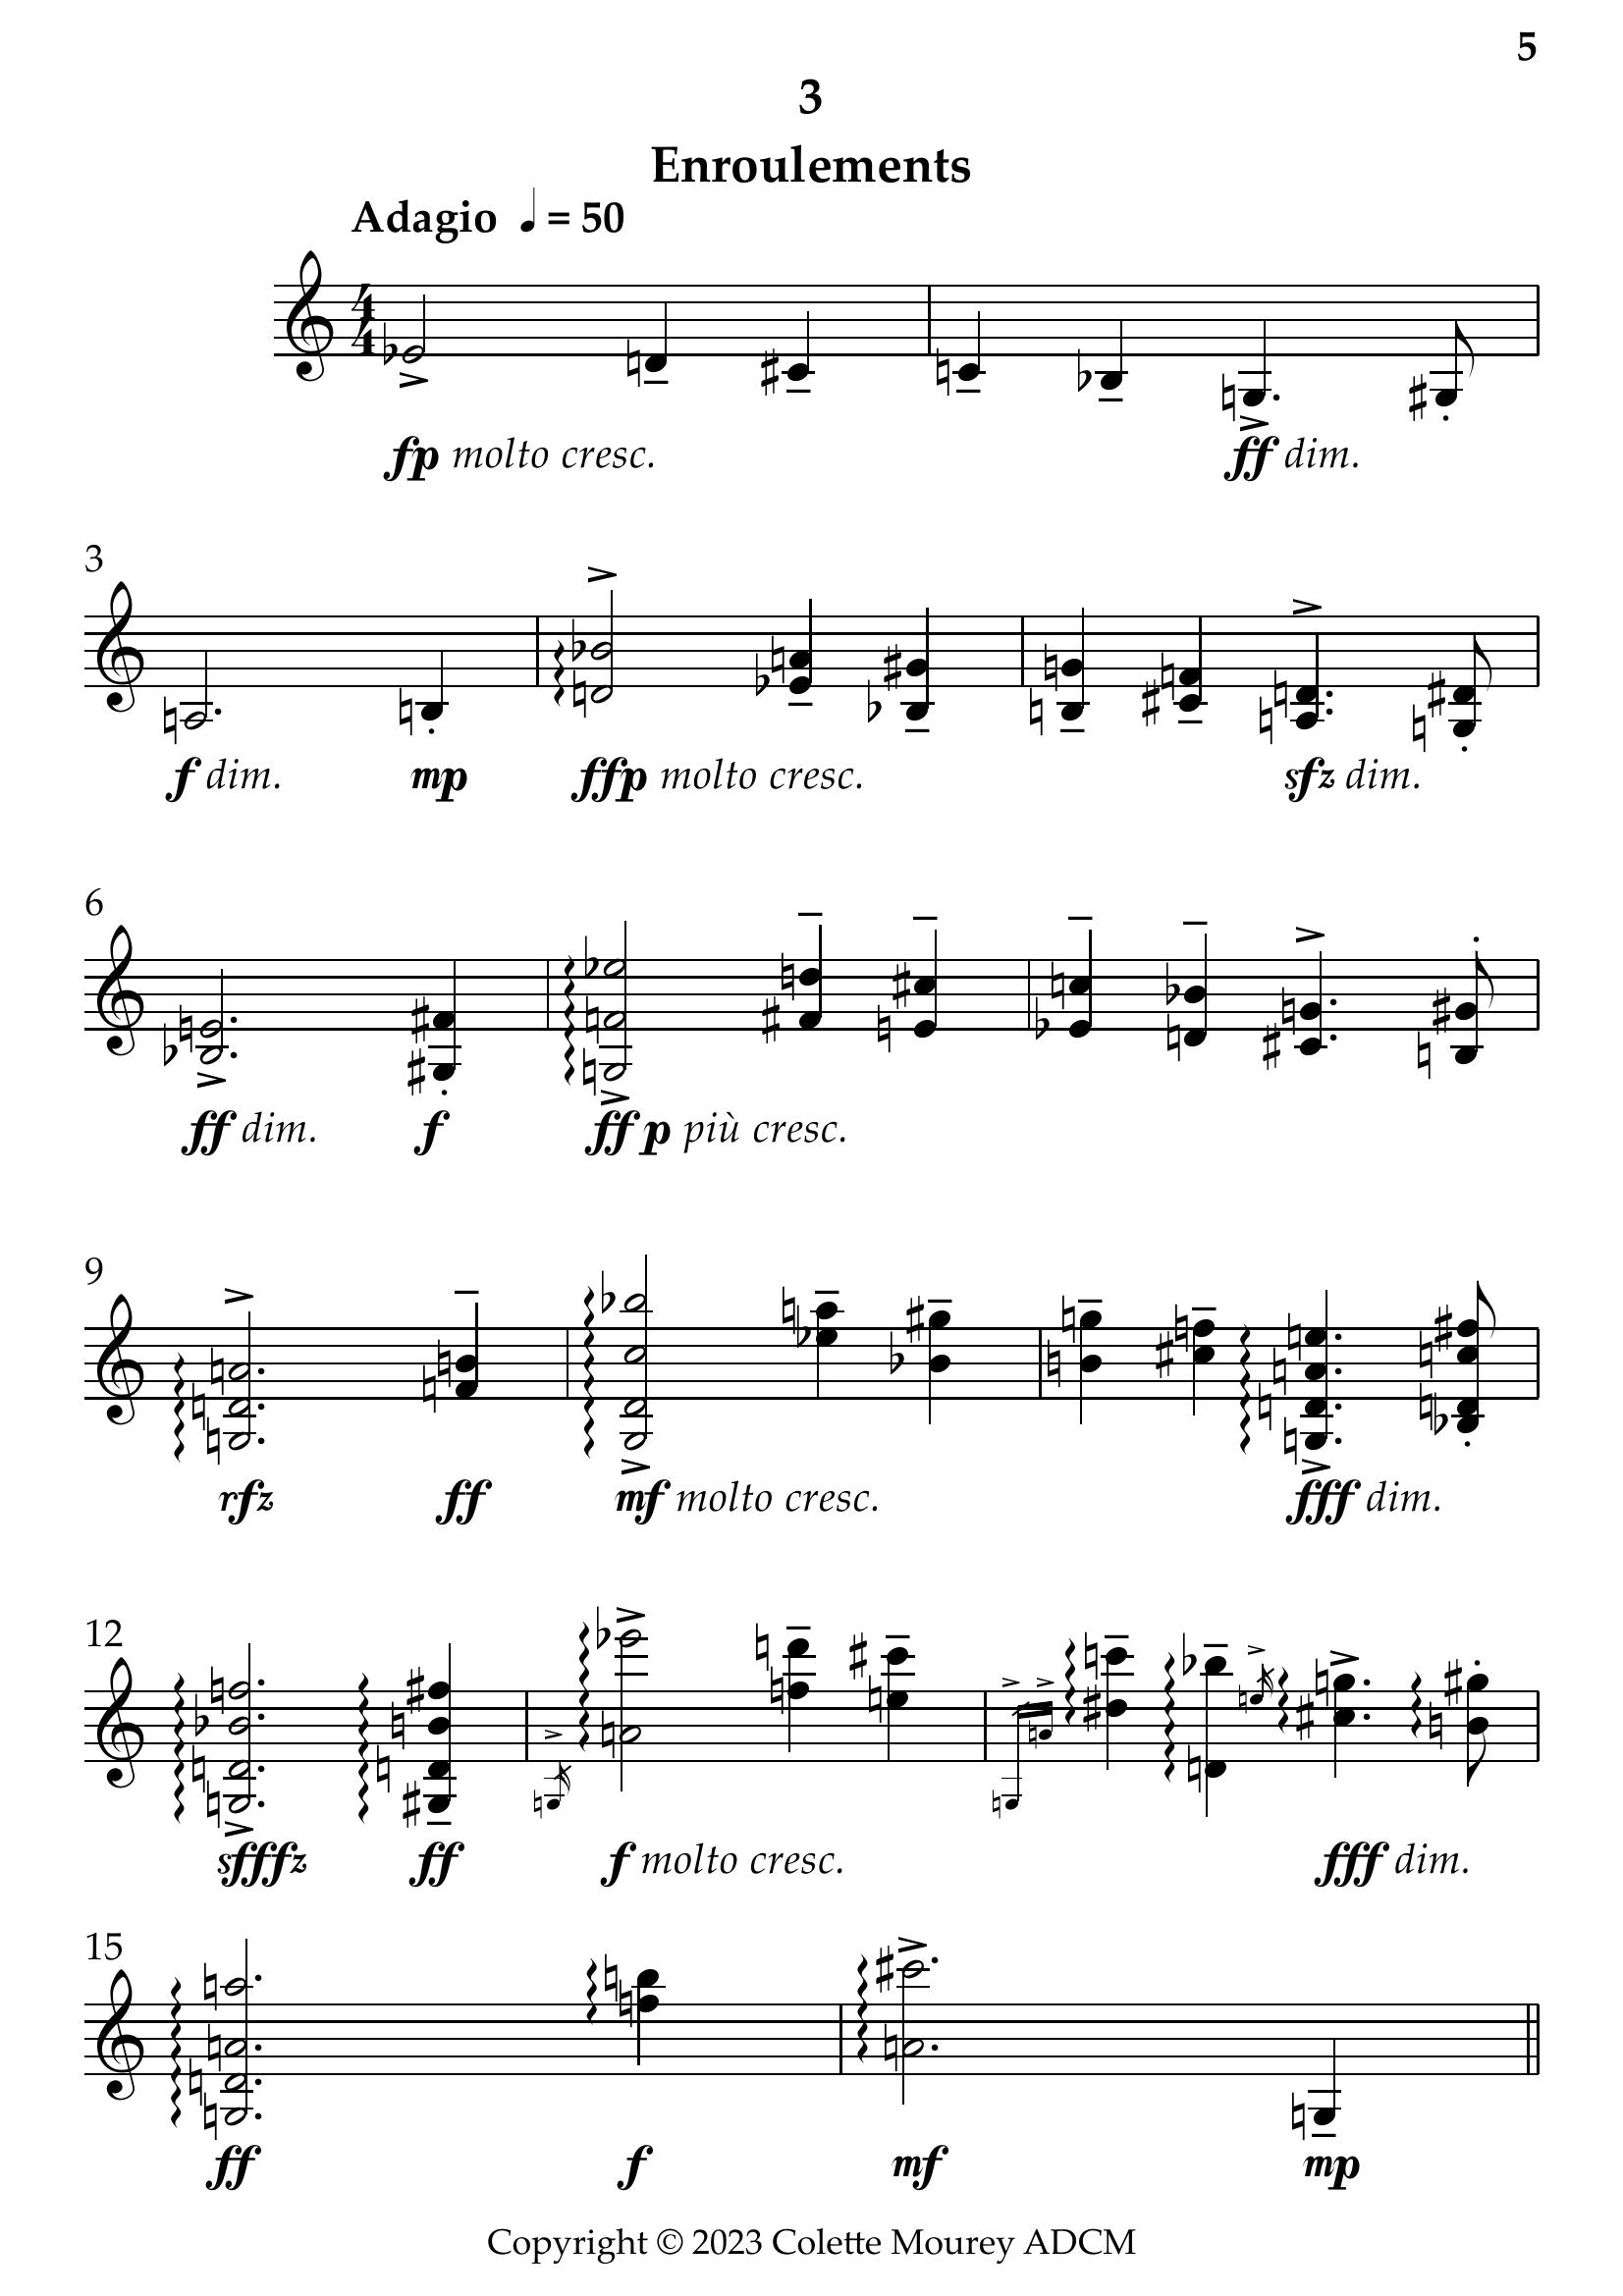 5
3
Enroulements
Adagio ♩ = 50
4
4
fp molto cresc.
ff dim.
3
f dim.
mp
ffp molto cresc.
sfz dim.
6
ff dim.
f
ff p più cresc.
9
rfz
ff
mf molto cresc.
fff dim.
12
sfffz
ff
f molto cresc.
fff dim.
15
ff
f
mf
mp
Copyright © 2023 Colette Mourey ADCM